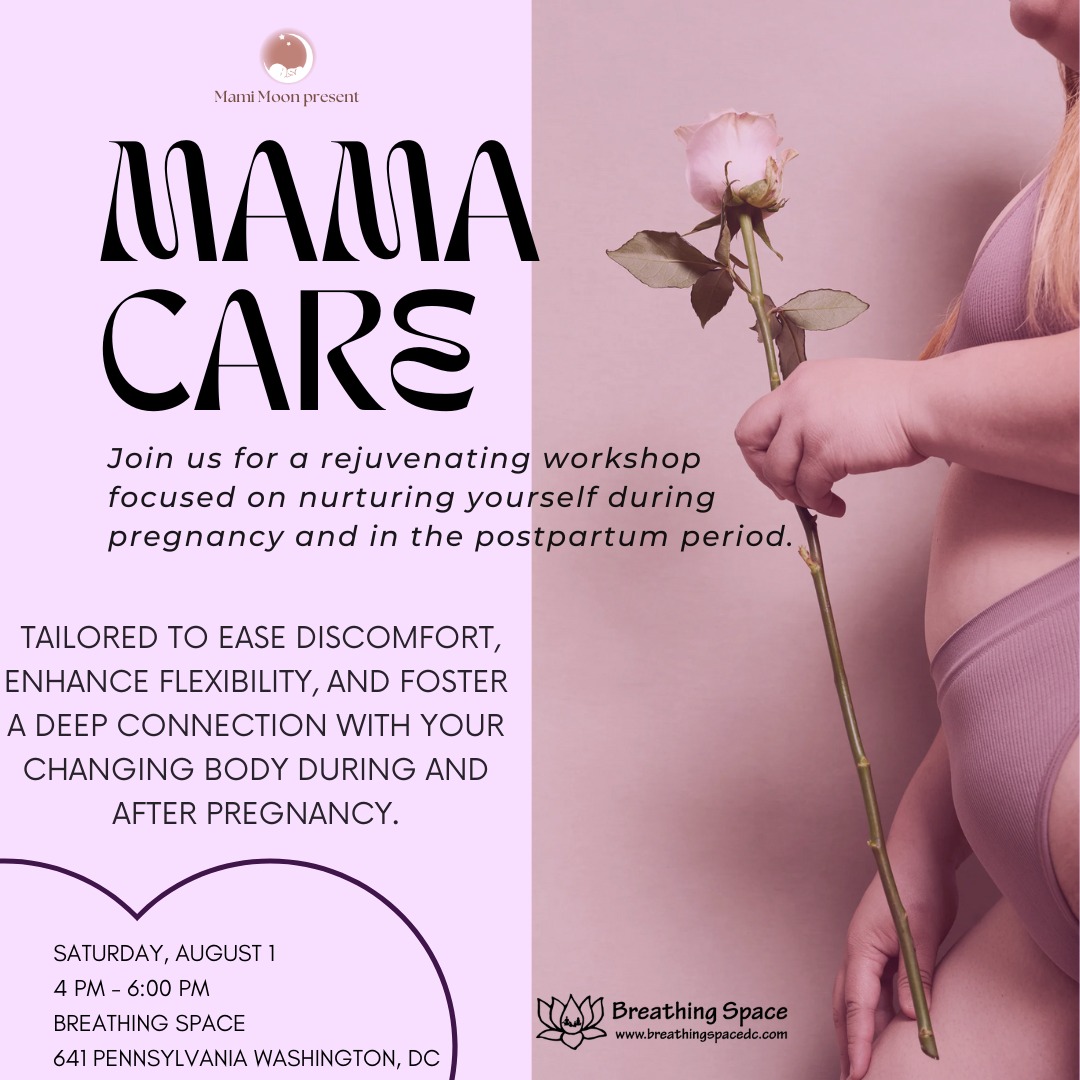 Mami Moon present
MAMA
CARE
Join us for a rejuvenating workshop
focused on nurturing yourself during
pregnancy and in the postpartum period.
TAILORED TO EASE DISCOMFORT,
ENHANCE FLEXIBILITY, AND FOSTER
A DEEP CONNECTION WITH YOUR
CHANGING BODY DURING AND
AFTER PREGNANCY.
SATURDAY, AUGUST 1
4 PM - 6:00 PM
BREATHING SPACE
641 PENNSYLVANIA WASHINGTON, DC
Breathing Space
www.breathingspacedc.com